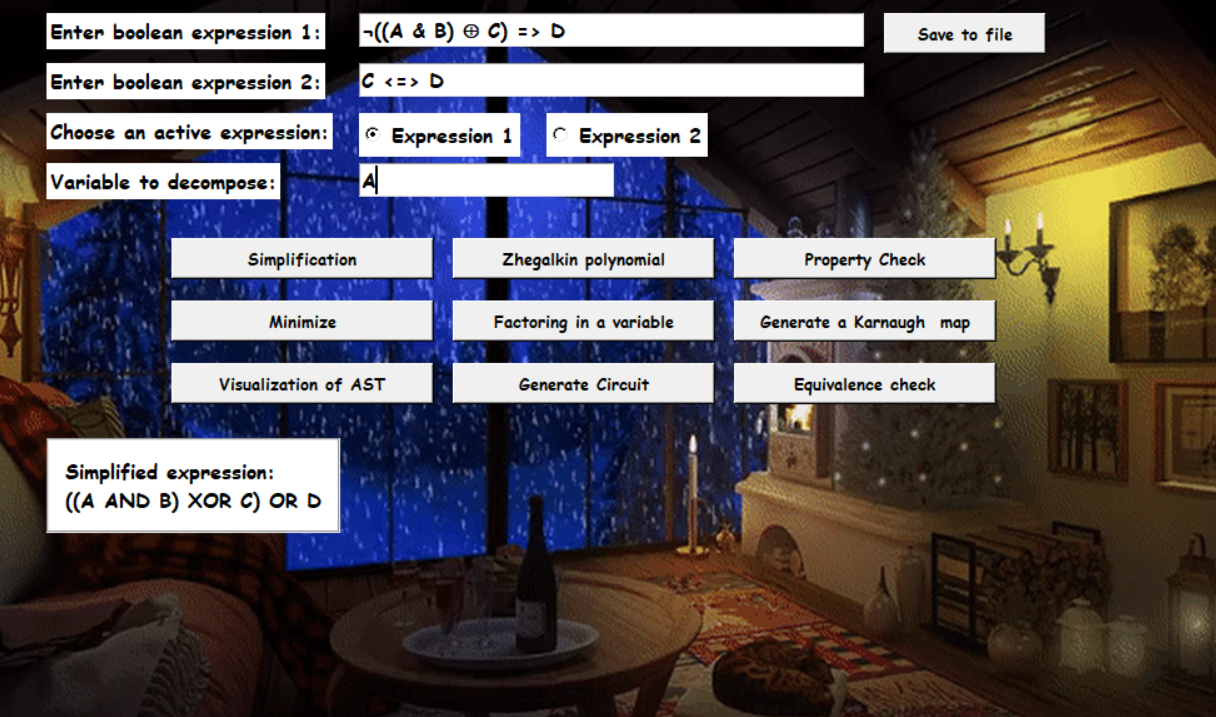 Enter boolean expression 1: ¬((A & B) ⊕ C) => D Save to file
Enter boolean expression 2: C <=> D
Choose an active expression: Expression 1 Expression 2
Variable to decompose: A
Simplification Zhegalkin polynomial Property Check
Minimize Factoring in a variable Generate a Karnaugh map
Visualization of AST Generate Circuit Equivalence check
Simplified expression:
((A AND B) XOR C) OR D